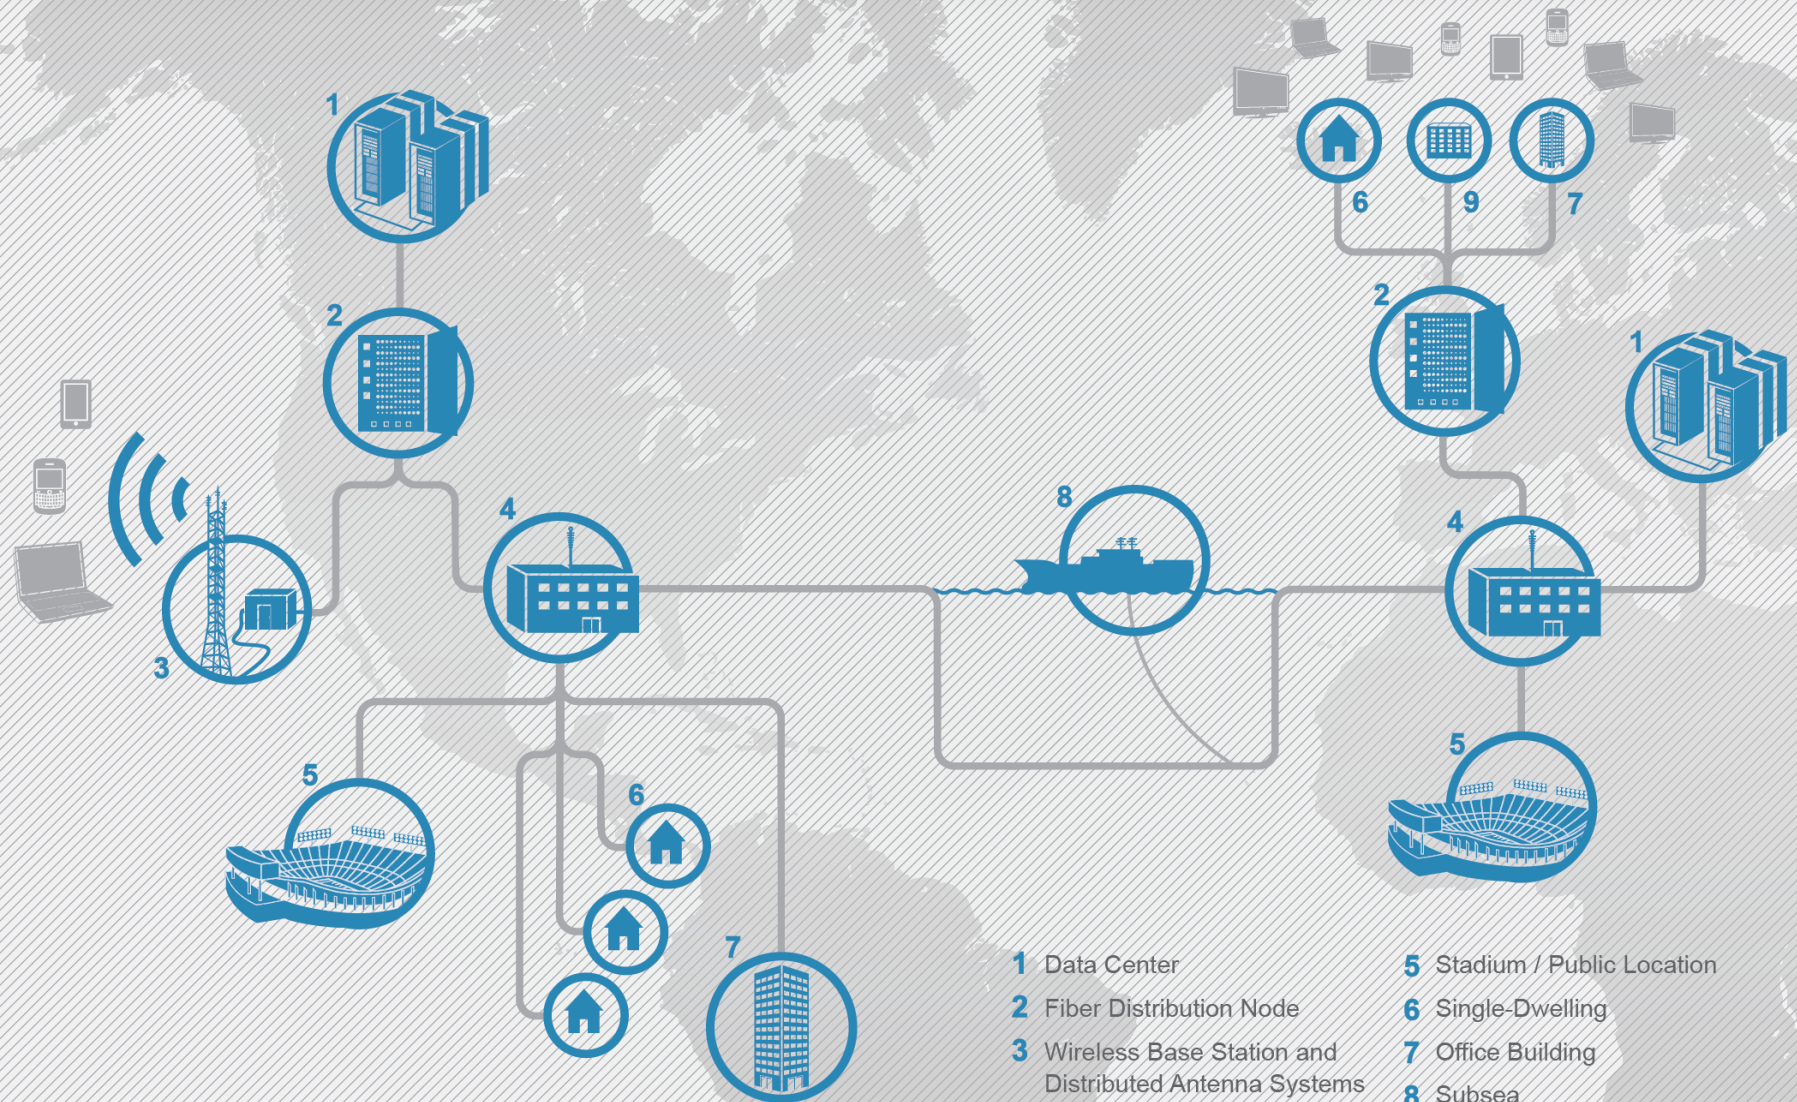 1
6
9
7
2
2
1
4
8
4
3
5
5
6
7
1 Data Center
2 Fiber Distribution Node
3 Wireless Base Station and
Distributed Antenna Systems
5 Stadium / Public Location
6 Single-Dwelling
7 Office Building
8 Subsea